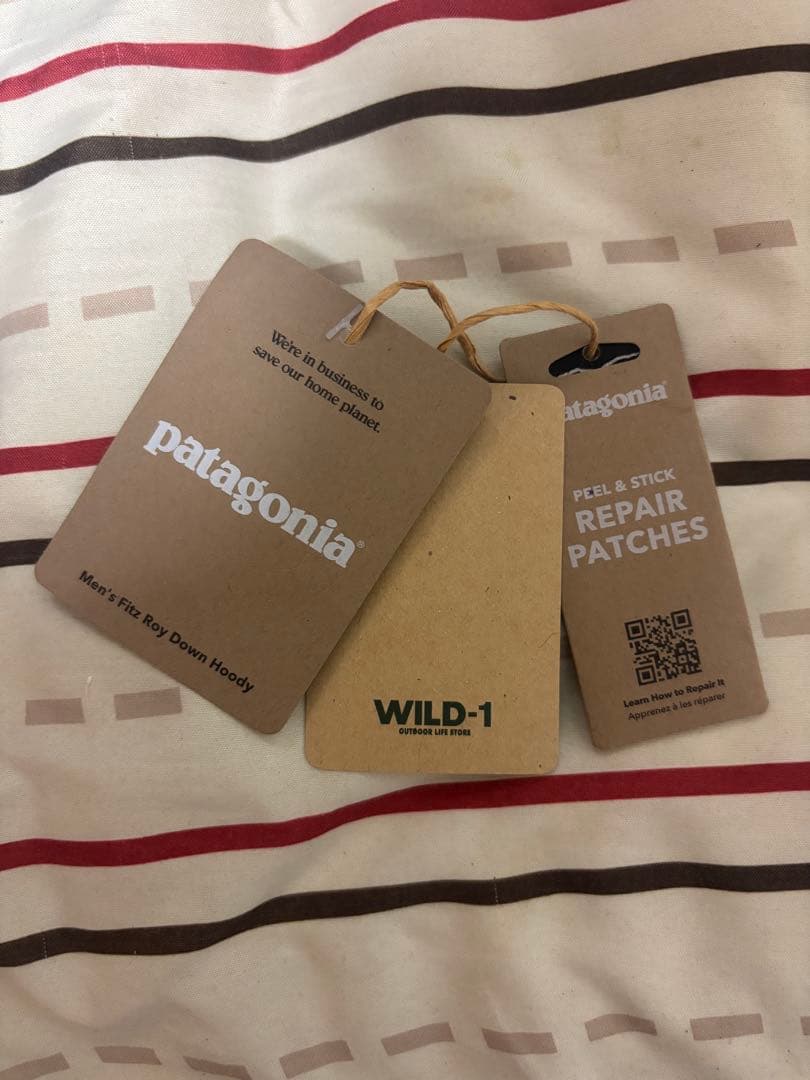 We're in business to
save our home planet.
patagonia®
Men's Fitz Roy Down Hoody
WILD-1
OUTDOOR LIFE STORE
atagonia®
PEEL & STICK
REPAIR
PATCHES
Learn How to Repair It
Apprenez à les réparer